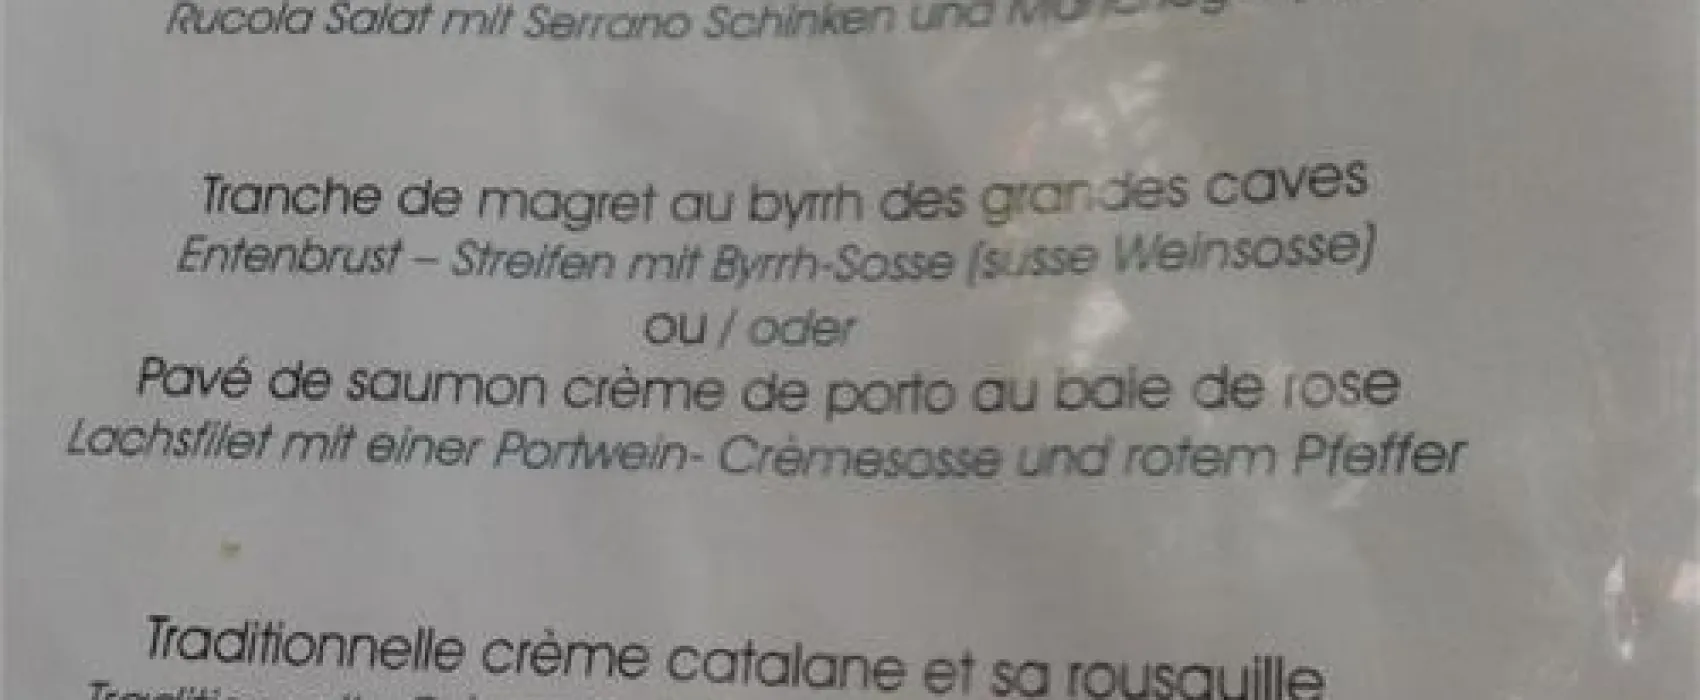 Rucola Salat mit Serrano Schinken und
Tranche de magret au byrrh des grandes caves
Entenbrust – Streifen mit Byrrh-Sosse (susse Weinsosse)
ou / oder
Pavé de saumon crème de porto au baie de rose
Lachsfilet mit einer Portwein- Crèmesosse und rotem Pfeffer
Traditionnelle crème catalane et sa rousquille